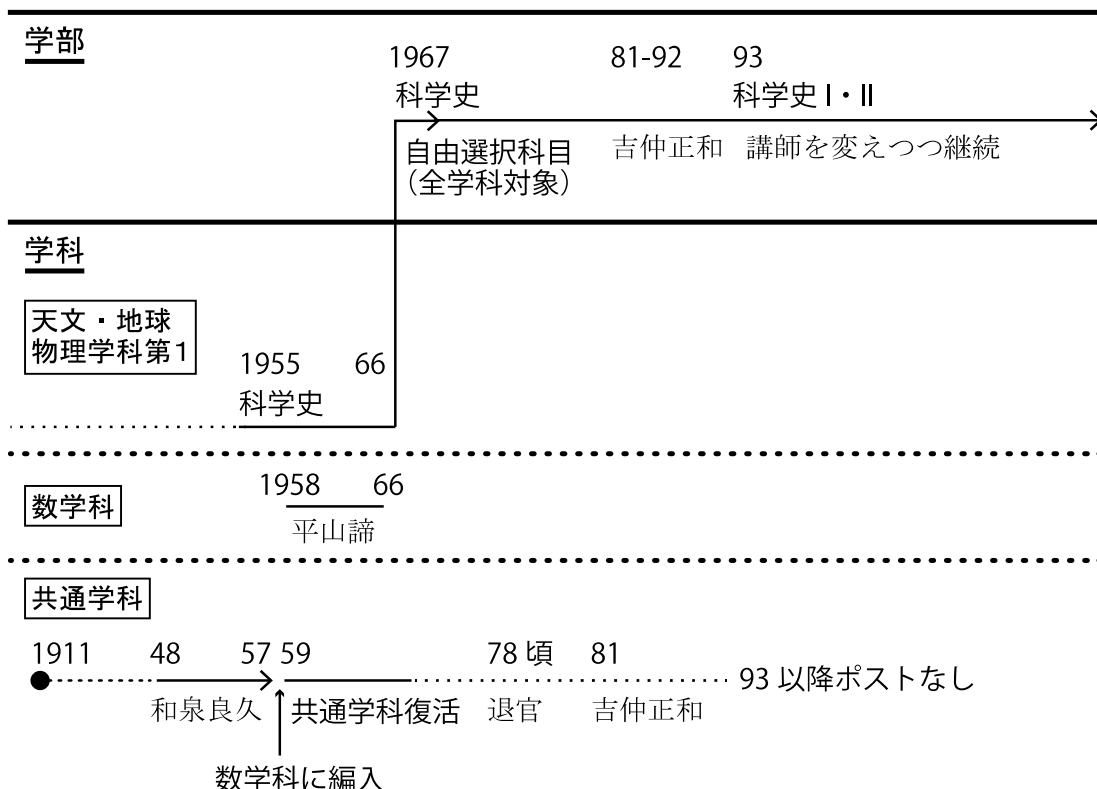 学部
1967 81-92 93
科学史 科学史Ⅰ・Ⅱ
自由選択科目 吉仲正和 講師を変えつつ継続
(全学科対象)
学科
天文・地球
物理学科第1
1955 66
科学史
1958 66
数学科
平山諦
共通学科
1911 48 57 59 78 頃 81
93 以降ポストなし
和泉良久 共通学科復活 退官 吉仲正和
数学科に編入